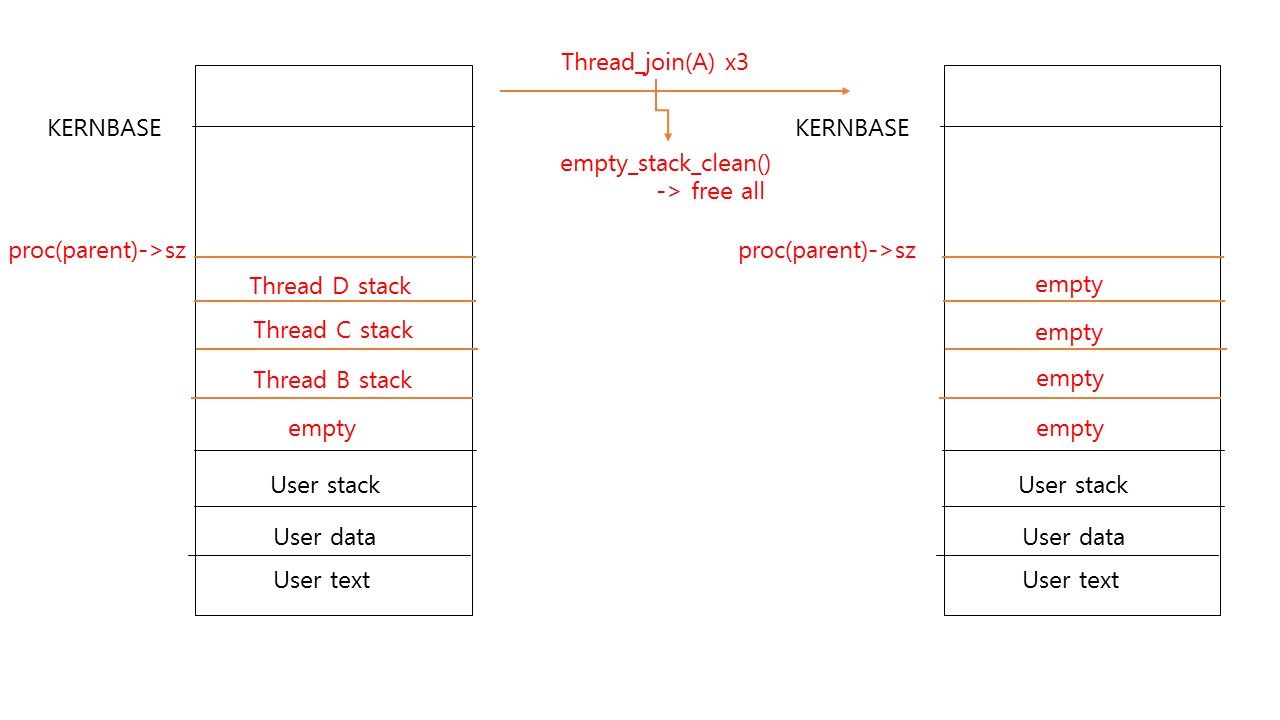 Thread_join(A) x3
KERNBASE
KERNBASE
empty_stack_clean()
-> free all
proc(parent)->sz
proc(parent)->sz
Thread D stack
empty
Thread C stack
empty
Thread B stack
empty
empty
empty
User stack
User stack
User data
User data
User text
User text